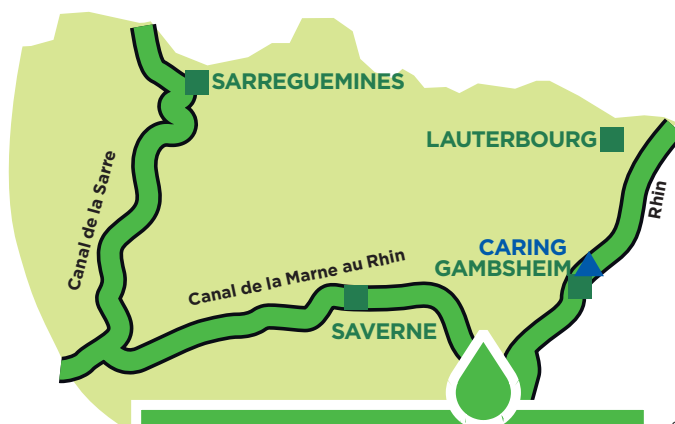 SARREGUEMINES
LAUTERBOURG
Canal de la Sarre
Rhin
CARING
GAMBSHEIM
Canal de la Marne au Rhin
SAVERNE